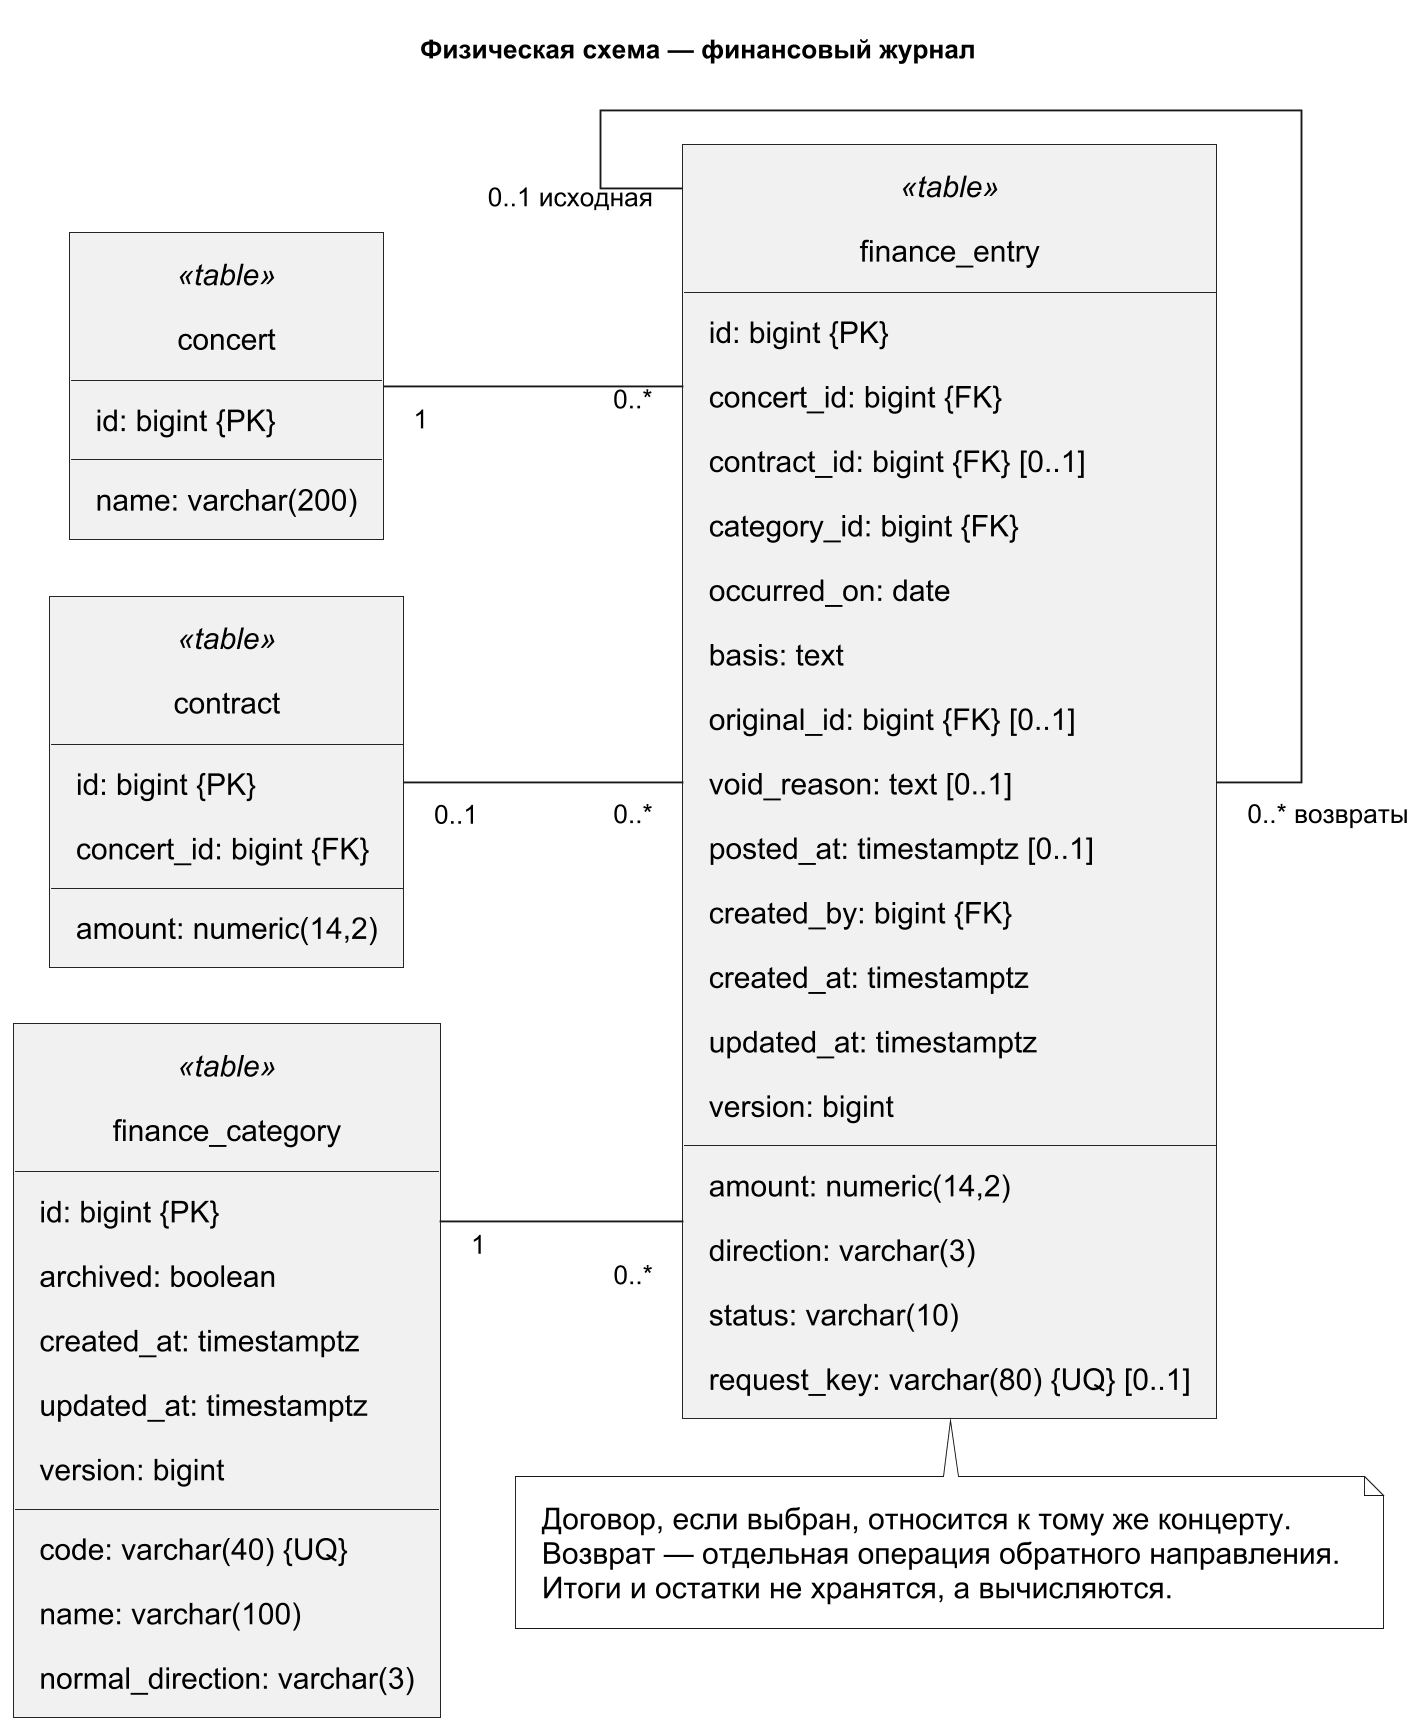 Физическая схема — финансовый журнал
«table»
concert
id: bigint {PK}
name: varchar(200)
1
0..*
«table»
contract
id: bigint {PK}
concert_id: bigint {FK}
amount: numeric(14,2)
0..1
0..*
«table»
finance_category
id: bigint {PK}
archived: boolean
created_at: timestamptz
updated_at: timestamptz
version: bigint
code: varchar(40) {UQ}
name: varchar(100)
normal_direction: varchar(3)
1
0..*
0..1 исходная
«table»
finance_entry
id: bigint {PK}
concert_id: bigint {FK}
contract_id: bigint {FK} [0..1]
category_id: bigint {FK}
occurred_on: date
basis: text
original_id: bigint {FK} [0..1]
void_reason: text [0..1]
posted_at: timestamptz [0..1]
created_by: bigint {FK}
created_at: timestamptz
updated_at: timestamptz
version: bigint
amount: numeric(14,2)
direction: varchar(3)
status: varchar(10)
request_key: varchar(80) {UQ} [0..1]
0..* возвраты
Договор, если выбран, относится к тому же концерту.
Возврат — отдельная операция обратного направления.
Итоги и остатки не хранятся, а вычисляются.